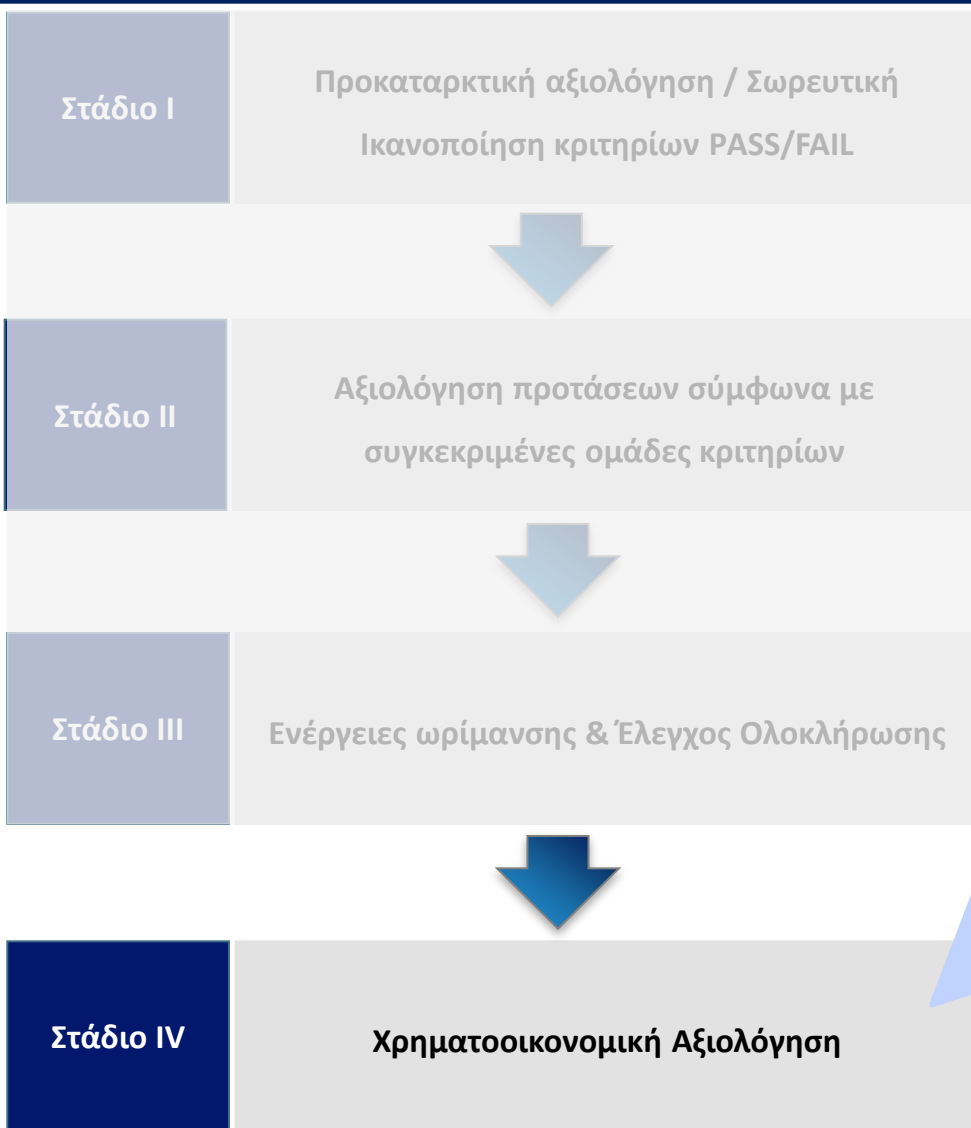 Στάδιο I
Προκαταρκτική αξιολόγηση / Σωρευτική
Ικανοποίηση κριτηρίων PASS/FAIL
Στάδιο II
Αξιολόγηση προτάσεων σύμφωνα με
συγκεκριμένες ομάδες κριτηρίων
Στάδιο III
Ενέργειες ωρίμανσης & Έλεγχος Ολοκλήρωσης
Στάδιο IV
Χρηματοοικονομική Αξιολόγηση